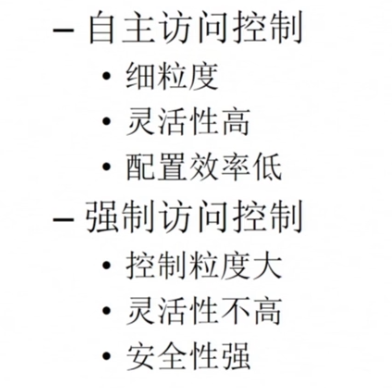 – 自主访问控制
• 细粒度
• 灵活性高
• 配置效率低
– 强制访问控制
• 控制粒度大
• 灵活性不高
• 安全性强